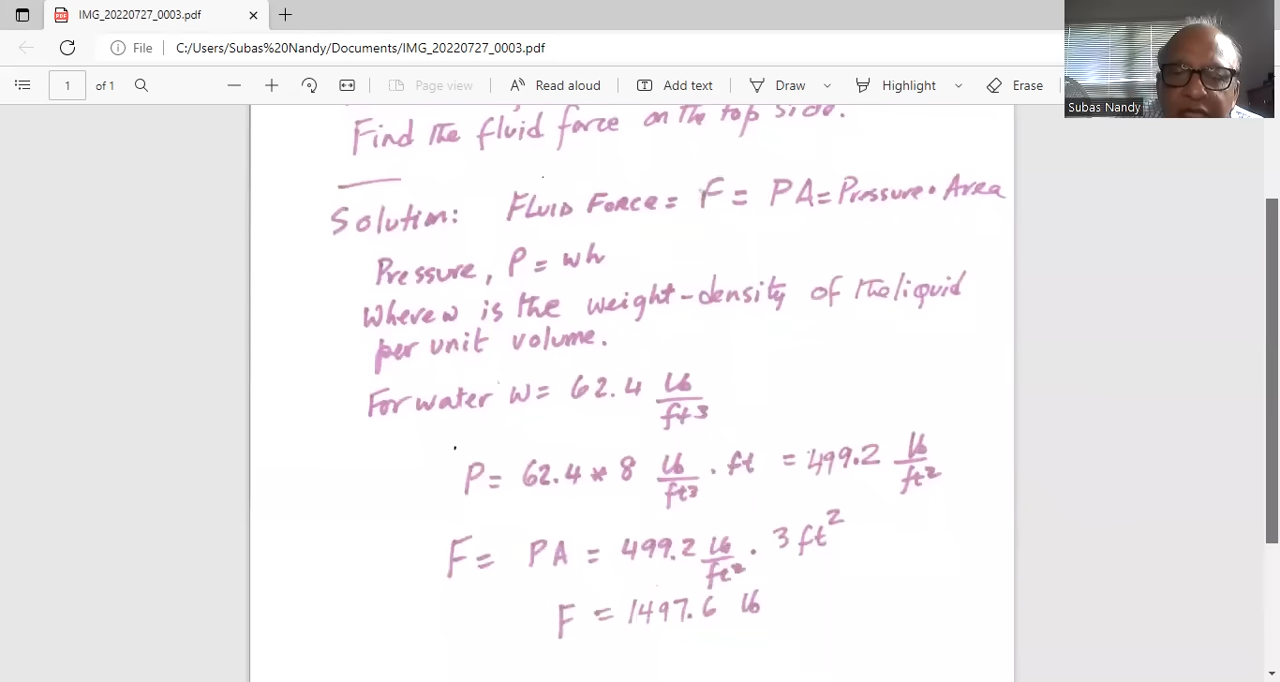 IMG_20220727_0003.pdf
File C:/Users/Subas%20Nandy/Documents/IMG_20220727_0003.pdf
1 of 1 Page view Read aloud Add text Draw Highlight Erase
Subas Nandy
Find the fluid force on the top side.
Solution: FLUID FORCE = F = PA = Pressure • Area
Pressure, P = wh
Where w is the weight-density of the liquid
per unit volume.
For water w = 62.4 lb/ft3
P = 62.4 * 8 lb/ft3 . ft = 499.2 lb/ft2
F = PA = 499.2 lb/ft2 . 3 ft2
F = 1497.6 lb